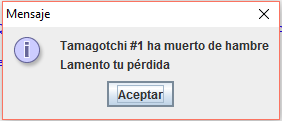 Mensaje
Tamagotchi #1 ha muerto de hambre
Lamento tu pérdida
Aceptar